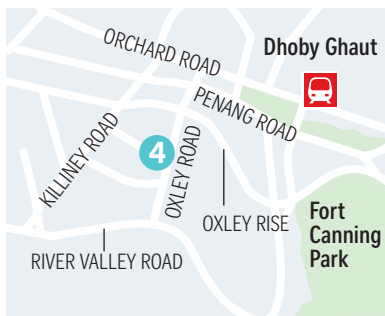 ORCHARD ROAD
Dhoby Ghaut
PENANG ROAD
KILLINEY ROAD
4
OXLEY ROAD
OXLEY RISE
Fort
Canning
Park
RIVER VALLEY ROAD